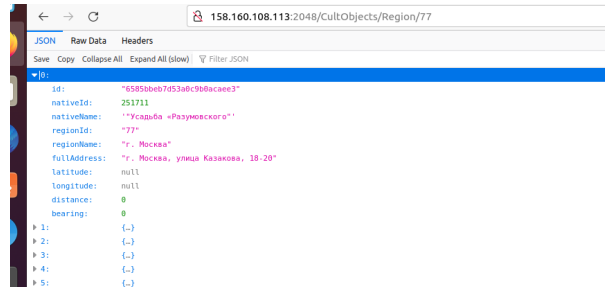 158.160.108.113:2048/CultObjects/Region/77
JSON Raw Data Headers
Save Copy Collapse All Expand All (slow) Filter JSON
0:
id: "6585bbeb7d53a0c9b0acaee3"
nativeId: 251711
nativeName: '"Усадьба «Разумовского"'
regionId: "77"
regionName: "г. Москва"
fullAddress: "г. Москва, улица Казакова, 18-20"
latitude: null
longitude: null
distance: 0
bearing: 0
1: {…}
2: {…}
3: {…}
4: {…}
5: {…}